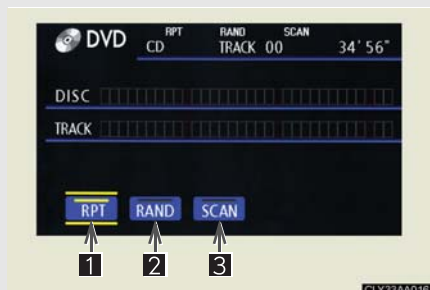 DVD RPT RAND SCAN
CD TRACK 00 34' 56"
DISC
TRACK
RPT RAND SCAN
1 2 3